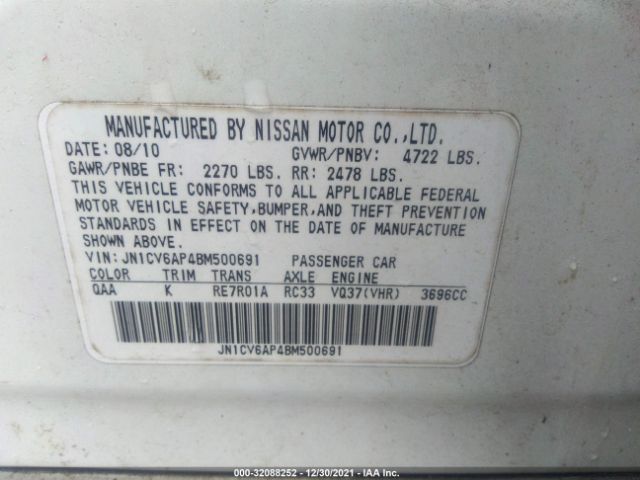 MANUFACTURED BY NISSAN MOTOR CO.,LTD.
DATE: 08/10 GVWR/PNBV: 4722 LBS.
GAWR/PNBE FR: 2270 LBS. RR: 2478 LBS.
THIS VEHICLE CONFORMS TO ALL APPLICABLE FEDERAL
MOTOR VEHICLE SAFETY,BUMPER,AND THEFT PREVENTION
STANDARDS IN EFFECT ON THE DATE OF MANUFACTURE
SHOWN ABOVE.
VIN: JN1CV6AP4BM500691 PASSENGER CAR
COLOR TRIM TRANS AXLE ENGINE
QAA K RE7R01A RC33 VQ37(VHR) 3696CC
JN1CV6AP4BM500691
000-32088252 - 12/30/2021 - IAA Inc.